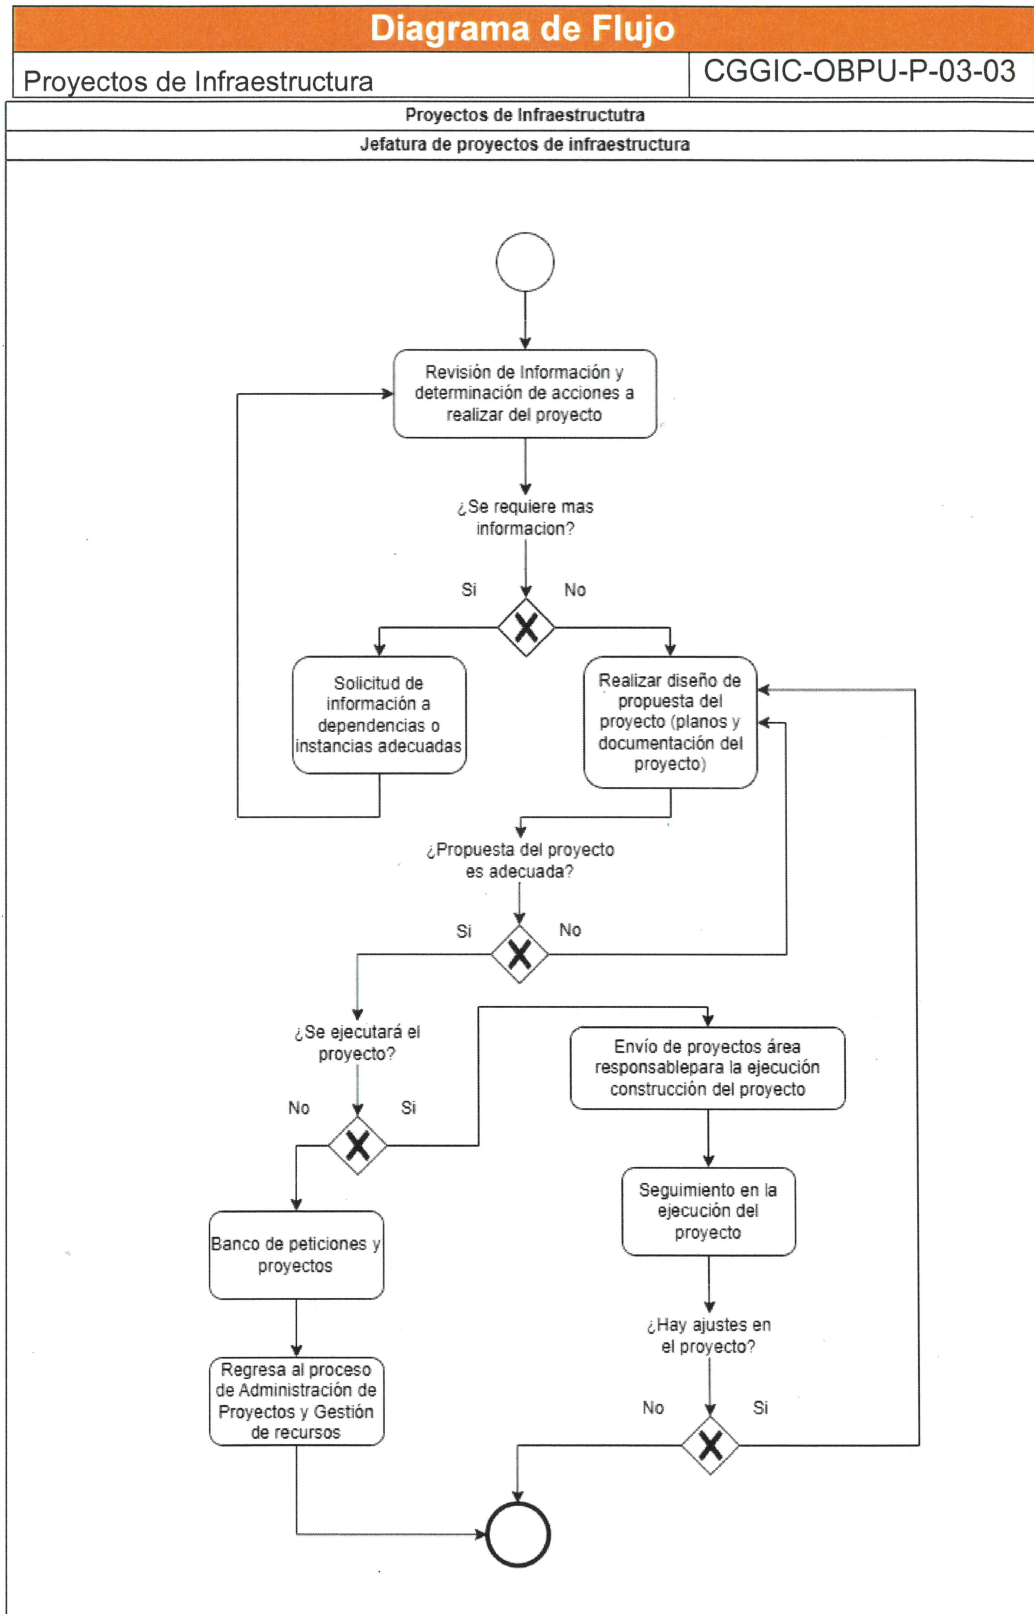 Diagrama de Flujo
Proyectos de Infraestructura
CGGIC-OBPU-P-03-03
Proyectos de Infraestructutra
Jefatura de proyectos de infraestructura
Revisión de Información y
determinación de acciones a
realizar del proyecto
¿Se requiere mas
informacion?
Si
No
Solicitud de
información a
dependencias o
instancias adecuadas
Realizar diseño de
propuesta del
proyecto (planos y
documentación del
proyecto)
¿Propuesta del proyecto
es adecuada?
Si
No
¿Se ejecutará el
proyecto?
No
Si
Envío de proyectos área
responsablepara la ejecución
construcción del proyecto
Seguimiento en la
ejecución del
proyecto
Banco de peticiones y
proyectos
¿Hay ajustes en
el proyecto?
Regresa al proceso
de Administración de
Proyectos y Gestión
de recursos
No
Si